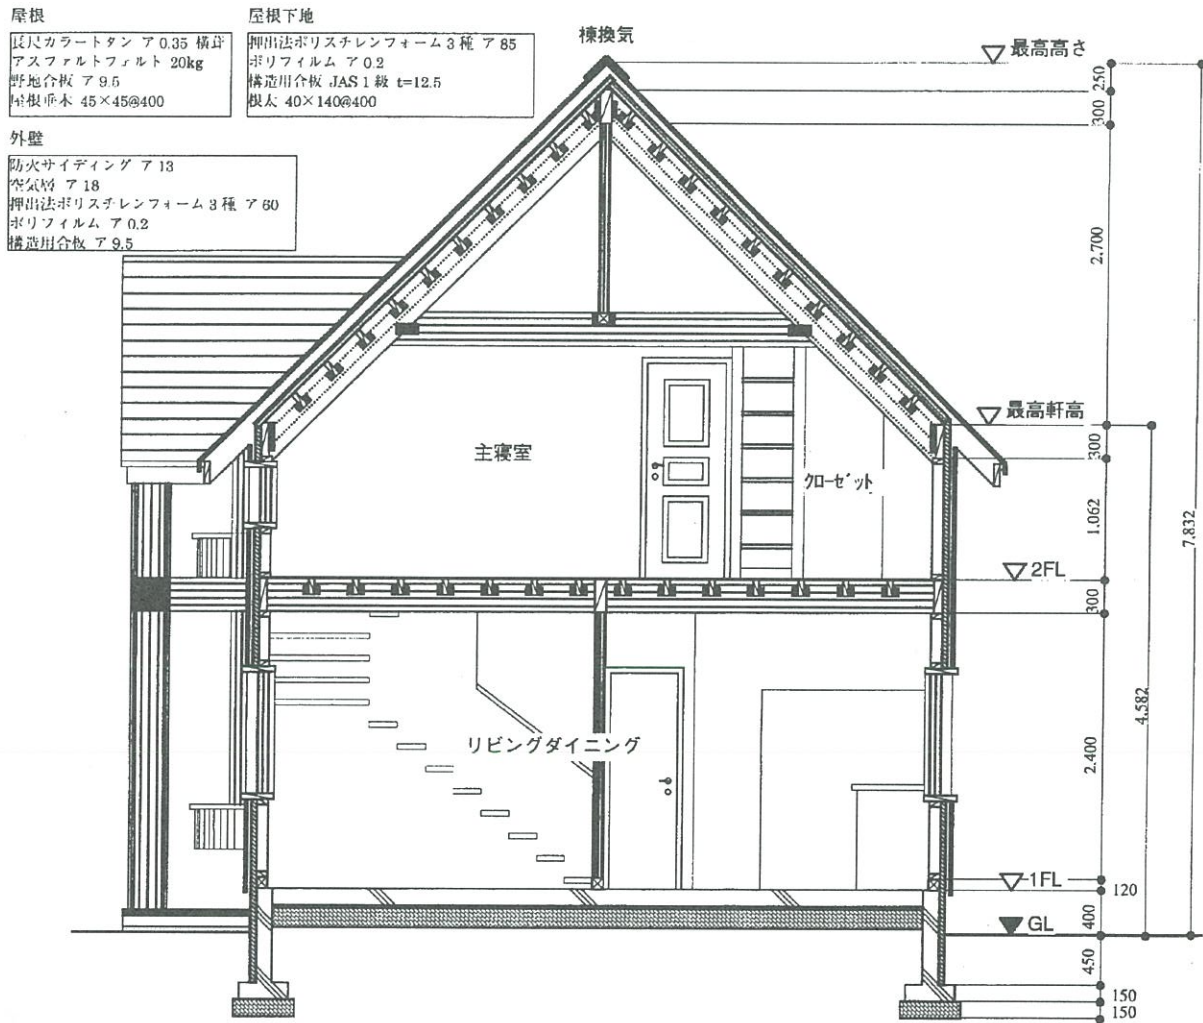 屋根
長尺カラートタン ア 0.35 横葺
アスファルトフェルト 20kg
野地合板 ア 9.5
屋根垂木 45×45@400
屋根下地
押出法ポリスチレンフォーム 3 種 ア 85
ポリフィルム ア 0.2
構造用合板 JAS 1 級 t=12.5
根太 40×140@400
外壁
防火サイディング ア 13
空気層 ア 18
押出法ポリスチレンフォーム 3 種 ア 60
ポリフィルム ア 0.2
構造用合板 ア 9.5
棟換気
最高高さ
250
300
2.700
最高軒高
300
主寝室
クローゼット
1.062
7.832
2FL
300
4.582
リビングダイニング
2.400
1FL
120
GL
400
450
150
150